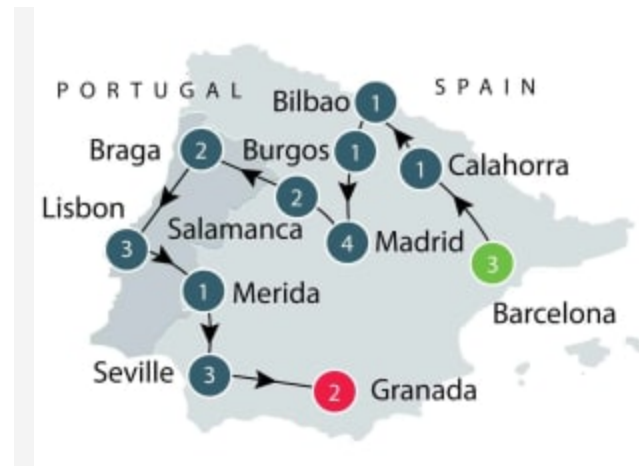 PORTUGAL
SPAIN
Bilbao 1
Braga 2
Burgos 1
1 Calahorra
2
Salamanca
Lisbon
3
4 Madrid
3
Barcelona
1 Merida
Seville 3
2 Granada